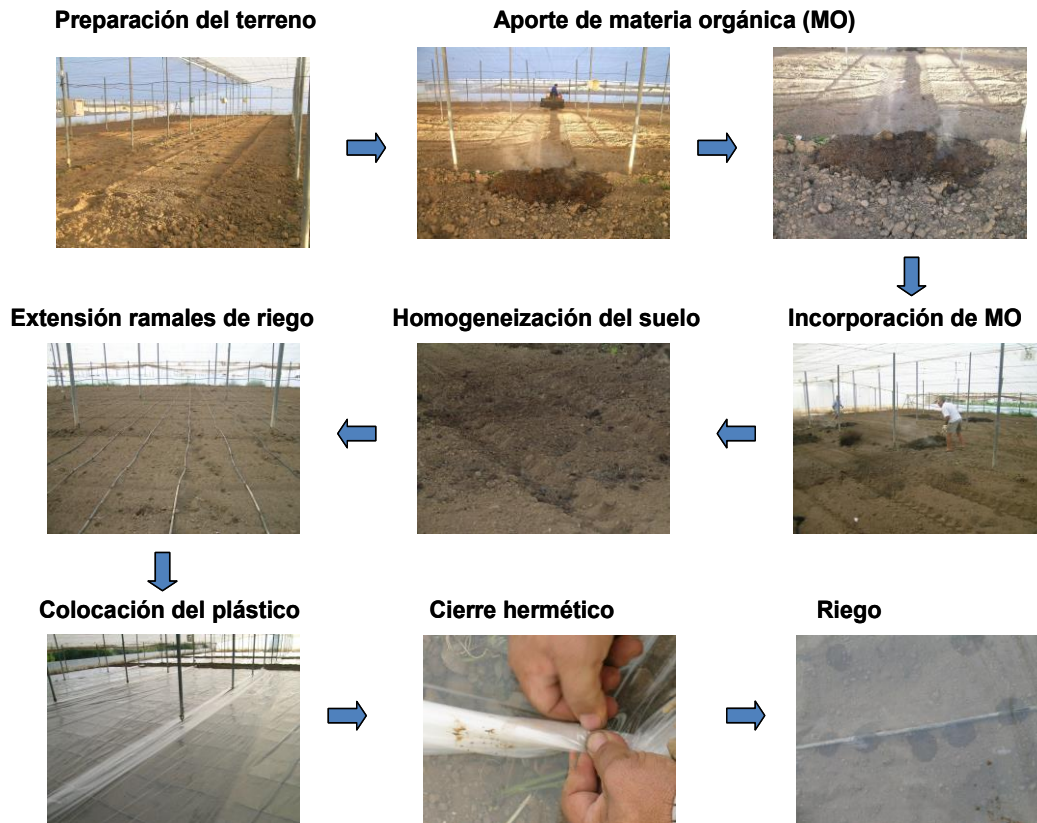 Preparación del terreno
Aporte de materia orgánica (MO)
Incorporación de MO
Homogeneización del suelo
Extensión ramales de riego
Colocación del plástico
Cierre hermético
Riego